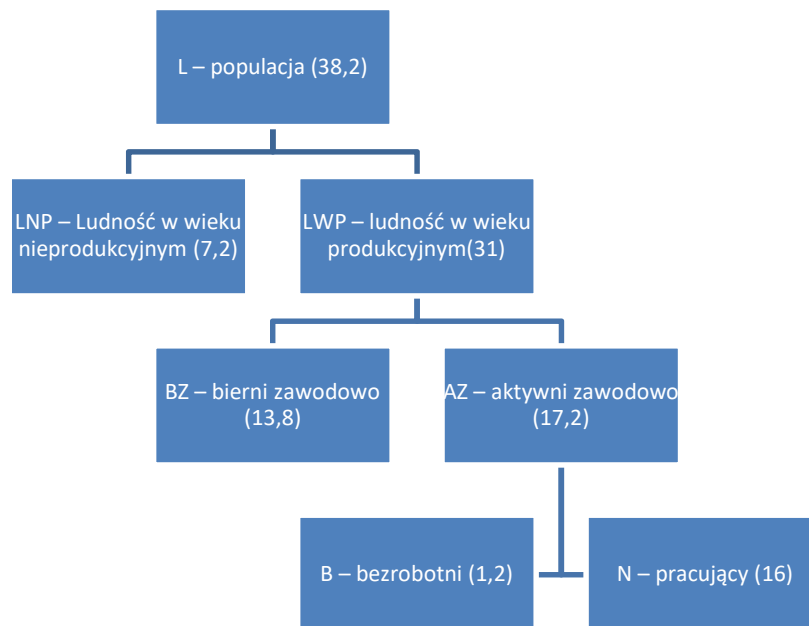 L – populacja (38,2)
LNP – Ludność w wieku
nieprodukcyjnym (7,2)
LWP – ludność w wieku
produkcyjnym(31)
BZ – bierni zawodowo
(13,8)
AZ – aktywni zawodowo
(17,2)
B – bezrobotni (1,2)
N – pracujący (16)